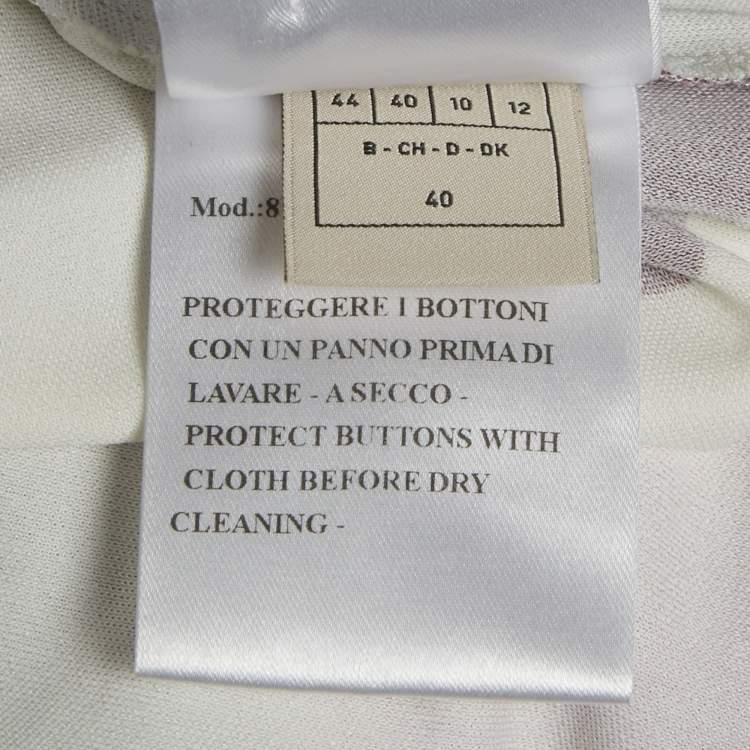 44 40 10 12
B - CH - D - DK
40
Mod.:8
PROTEGGERE I BOTTONI
CON UN PANNO PRIMA DI
LAVARE - A SECCO -
PROTECT BUTTONS WITH
CLOTH BEFORE DRY
CLEANING -